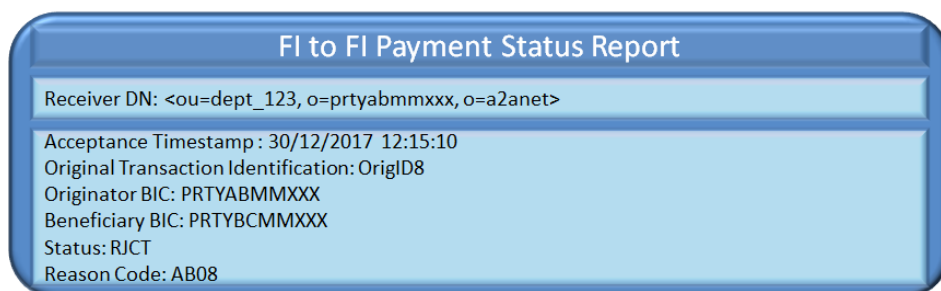 FI to FI Payment Status Report
Receiver DN: <ou=dept_123, o=prtyabmmxxx, o=a2anet>
Acceptance Timestamp : 30/12/2017 12:15:10
Original Transaction Identification: OrigID8
Originator BIC: PRTYABMMXXX
Beneficiary BIC: PRTYBCMMXXX
Status: RJCT
Reason Code: AB08